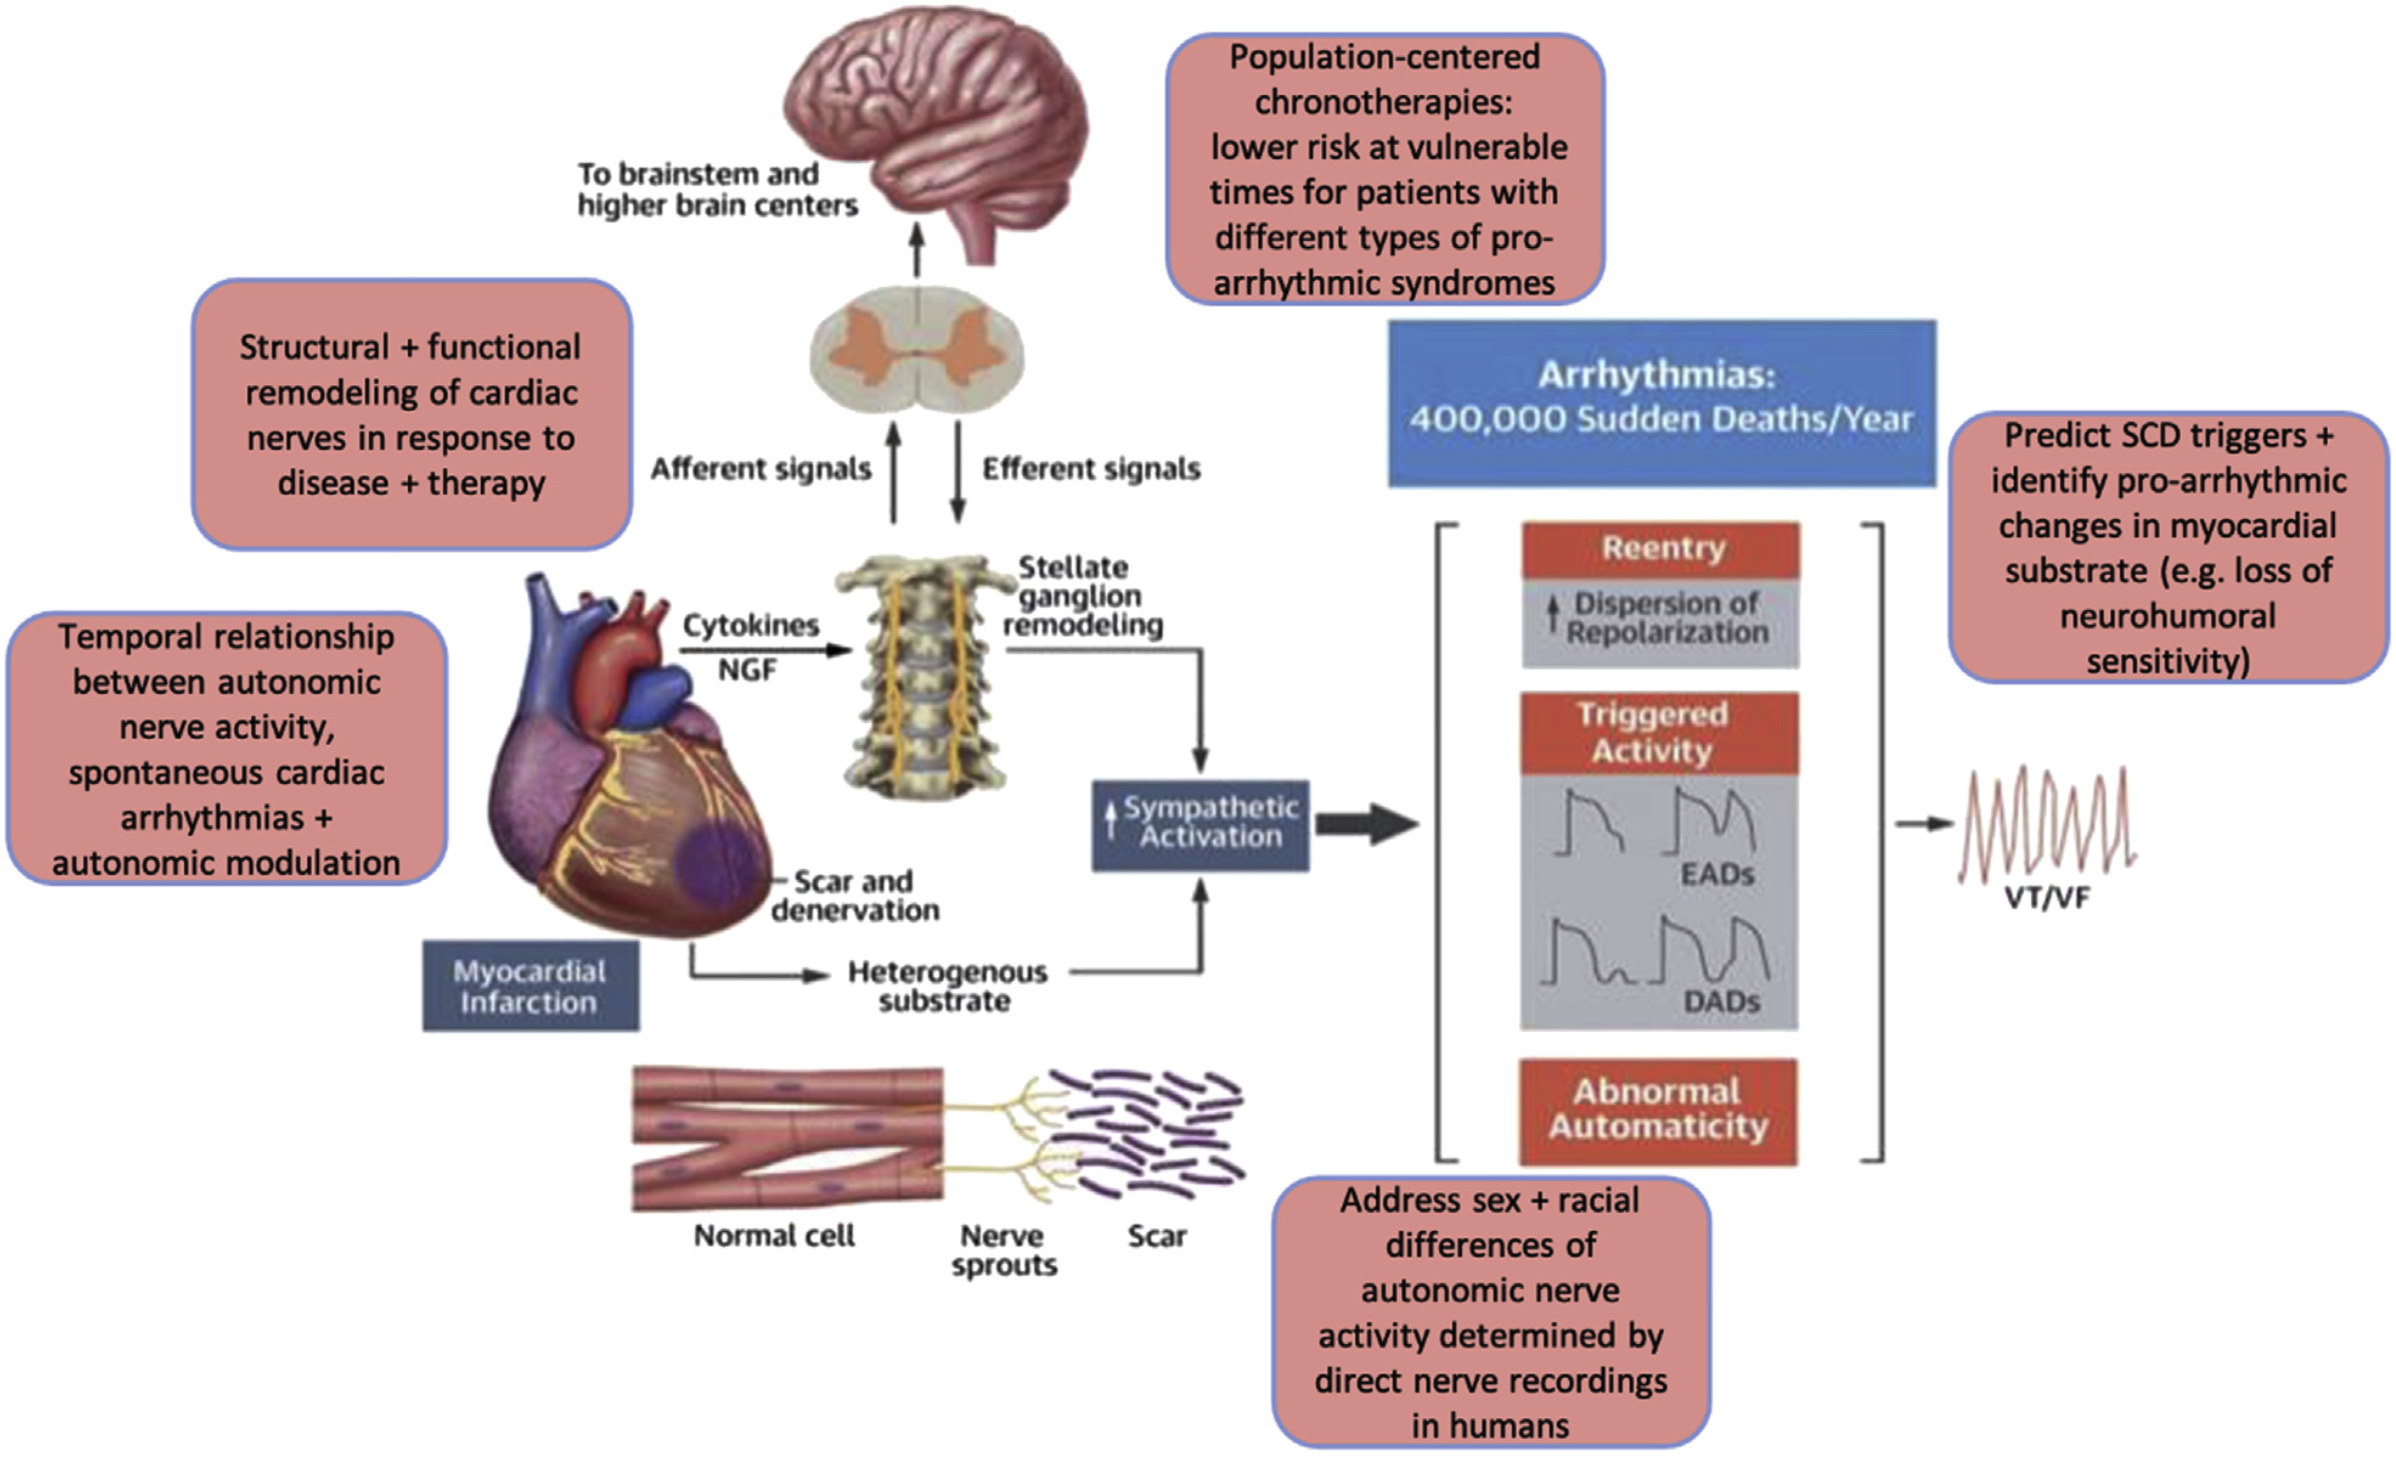 Population-centered
chronotherapies:
lower risk at vulnerable
times for patients with
different types of pro-
arrhythmic syndromes
To brainstem and
higher brain centers
Structural + functional
remodeling of cardiac
nerves in response to
disease + therapy
Arrhythmias:
400,000 Sudden Deaths/Year
Afferent signals
Efferent signals
Predict SCD triggers +
identify pro-arrhythmic
changes in myocardial
substrate (e.g. loss of
neurohumoral
sensitivity)
Temporal relationship
between autonomic
nerve activity,
spontaneous cardiac
arrhythmias +
autonomic modulation
Cytokines
NGF
Stellate
ganglion
remodeling
Reentry
↑ Dispersion of
Repolarization
Triggered
Activity
EADs
DADs
Abnormal
Automaticity
↑ Sympathetic
Activation
VT/VF
Scar and
denervation
Myocardial
Infarction
Heterogenous
substrate
Normal cell
Nerve
sprouts
Scar
Address sex + racial
differences of
autonomic nerve
activity determined by
direct nerve recordings
in humans